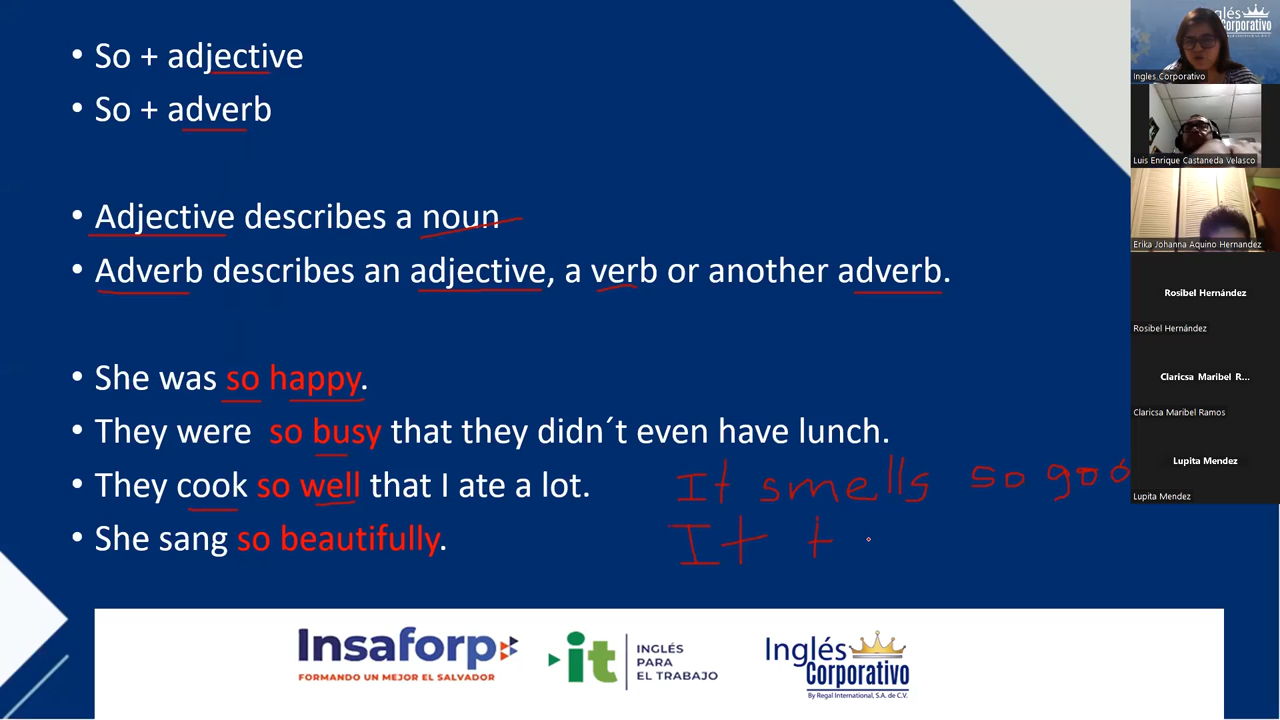 • So + adjective
• So + adverb
• Adjective describes a noun
• Adverb describes an adjective, a verb or another adverb.
• She was so happy.
• They were so busy that they didn´t even have lunch.
• They cook so well that I ate a lot.
• She sang so beautifully.
It smells so goo
It t
Insaforp
FORMANDO UN MEJOR EL SALVADOR
it
INGLÉS
PARA
EL TRABAJO
Inglés
Corporativo
By Regal International, S.A. de C.V.
Inglés
Corporativo
Ingles Corporativo
Luis Enrique Castaneda Velasco
Erika Johanna Aquino Hernandez
Rosibel Hernández
Rosibel Hernández
Claricsa Maribel R...
Claricsa Maribel Ramos
Lupita Mendez
Lupita Mendez